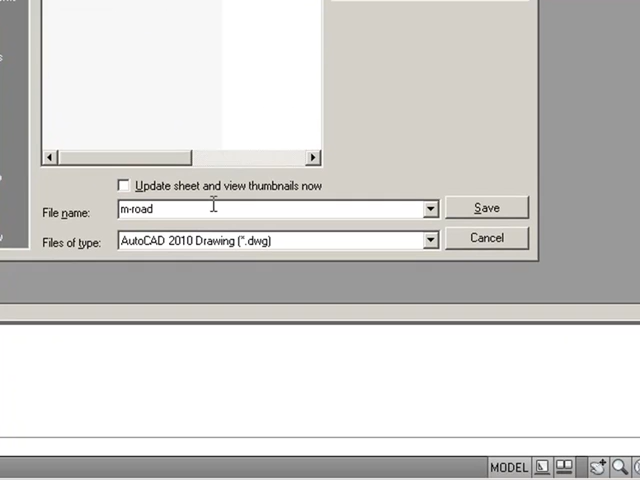 Update sheet and view thumbnails now
File name: m-road Save
Files of type: AutoCAD 2010 Drawing (*.dwg) Cancel
MODEL